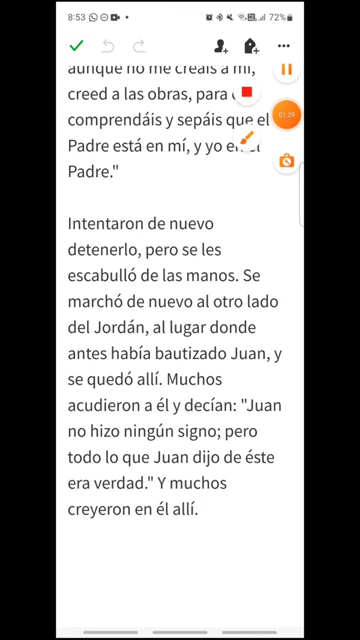 8:53
72%
aunque no me creáis a mí,
creed a las obras, para
01:29
comprendáis y sepáis que el
Padre está en mí, y yo en el
Padre."
Intentaron de nuevo
detenerlo, pero se les
escabulló de las manos. Se
marchó de nuevo al otro lado
del Jordán, al lugar donde
antes había bautizado Juan, y
se quedó allí. Muchos
acudieron a él y decían: "Juan
no hizo ningún signo; pero
todo lo que Juan dijo de éste
era verdad." Y muchos
creyeron en él allí.